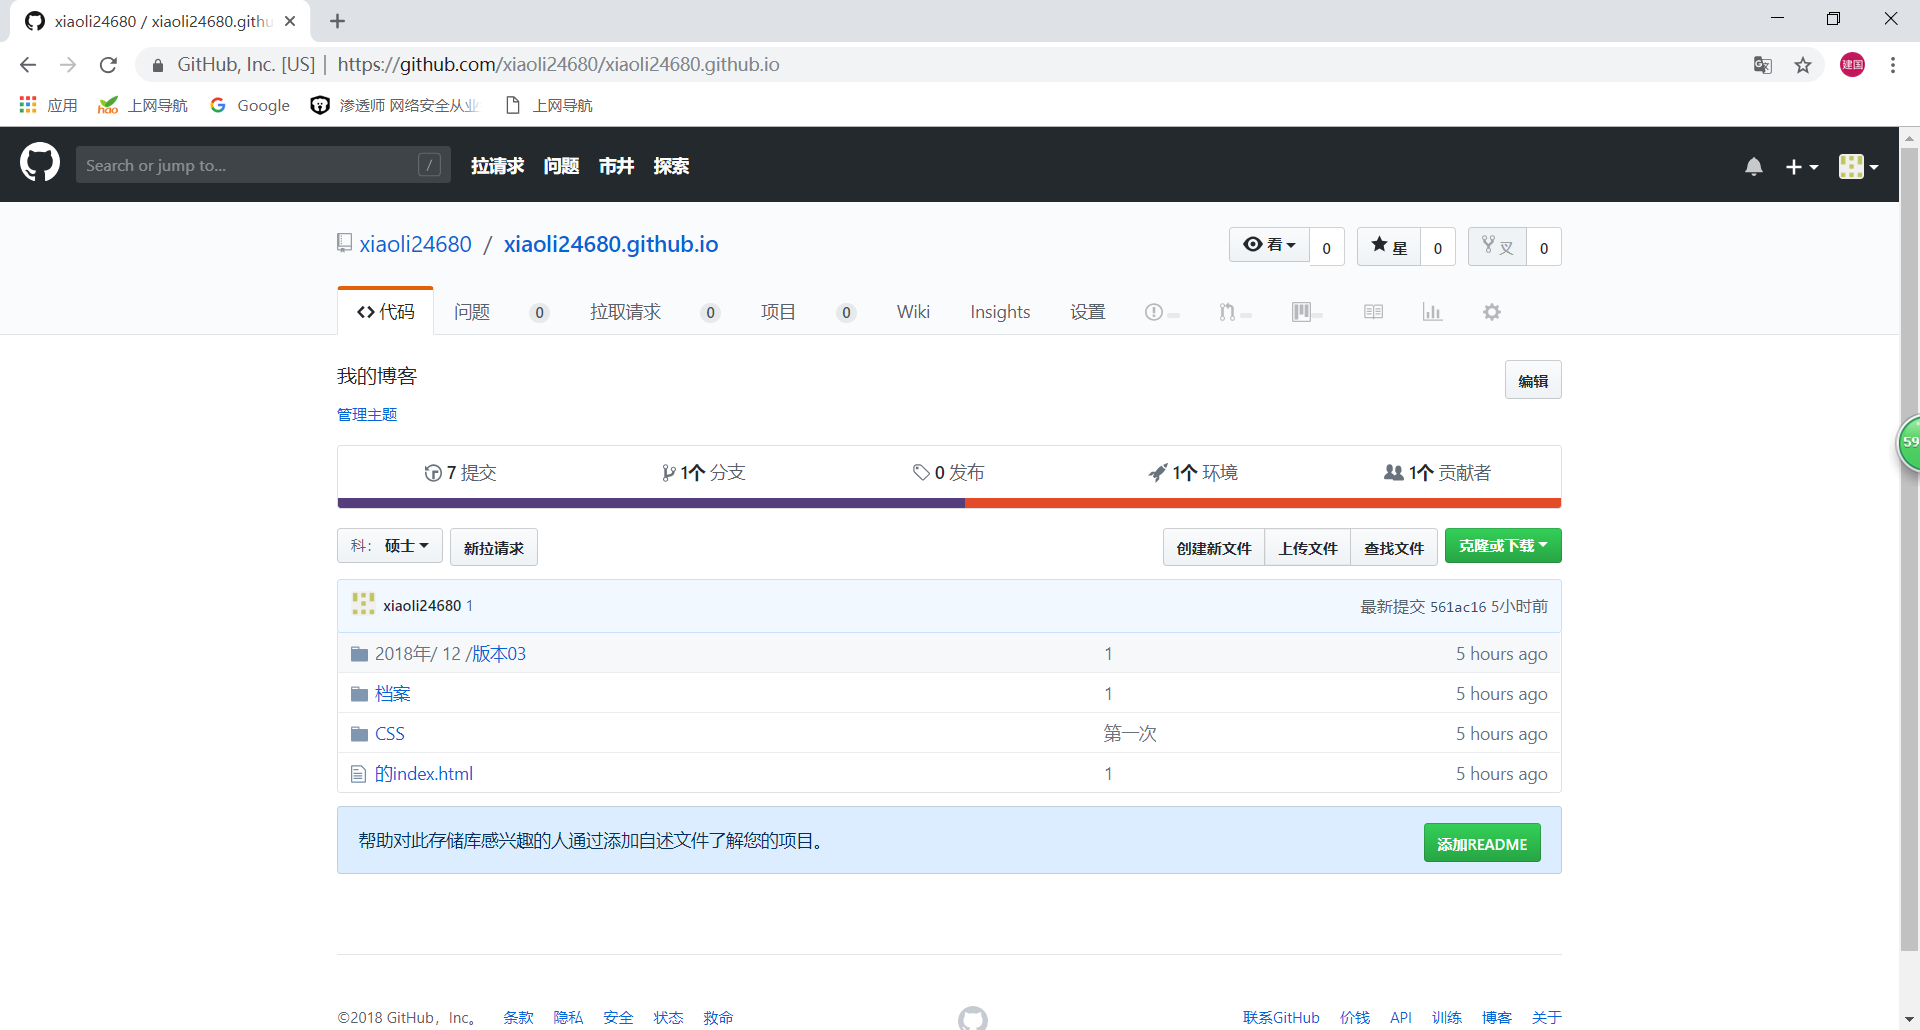 xiaoli24680 / xiaoli24680.githu
GitHub, Inc. [US] | https://github.com/xiaoli24680/xiaoli24680.github.io 建国
应用 hao 上网导航 Google 渗透师 网络安全从业 上网导航
Search or jump to... / 拉请求 问题 市井 探索
xiaoli24680 / xiaoli24680.github.io 看 0 星 0 叉 0
代码 问题 0 拉取请求 0 项目 0 Wiki Insights 设置
我的博客 编辑
管理主题
59
7 提交 1个 分支 0 发布 1个 环境 1个 贡献者
科: 硕士 新拉请求 创建新文件 上传文件 查找文件 克隆或下载
xiaoli24680 1 最新提交 561ac16 5小时前
2018年/ 12 /版本03 1 5 hours ago
档案 1 5 hours ago
CSS 第一次 5 hours ago
的index.html 1 5 hours ago
帮助对此存储库感兴趣的人通过添加自述文件了解您的项目。 添加README
©2018 GitHub，Inc。 条款 隐私 安全 状态 救命 联系GitHub 价钱 API 训练 博客 关于